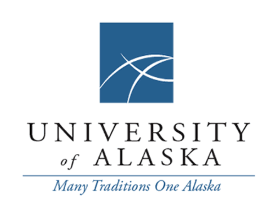 UNIVERSITY
of ALASKA
Many Traditions One Alaska